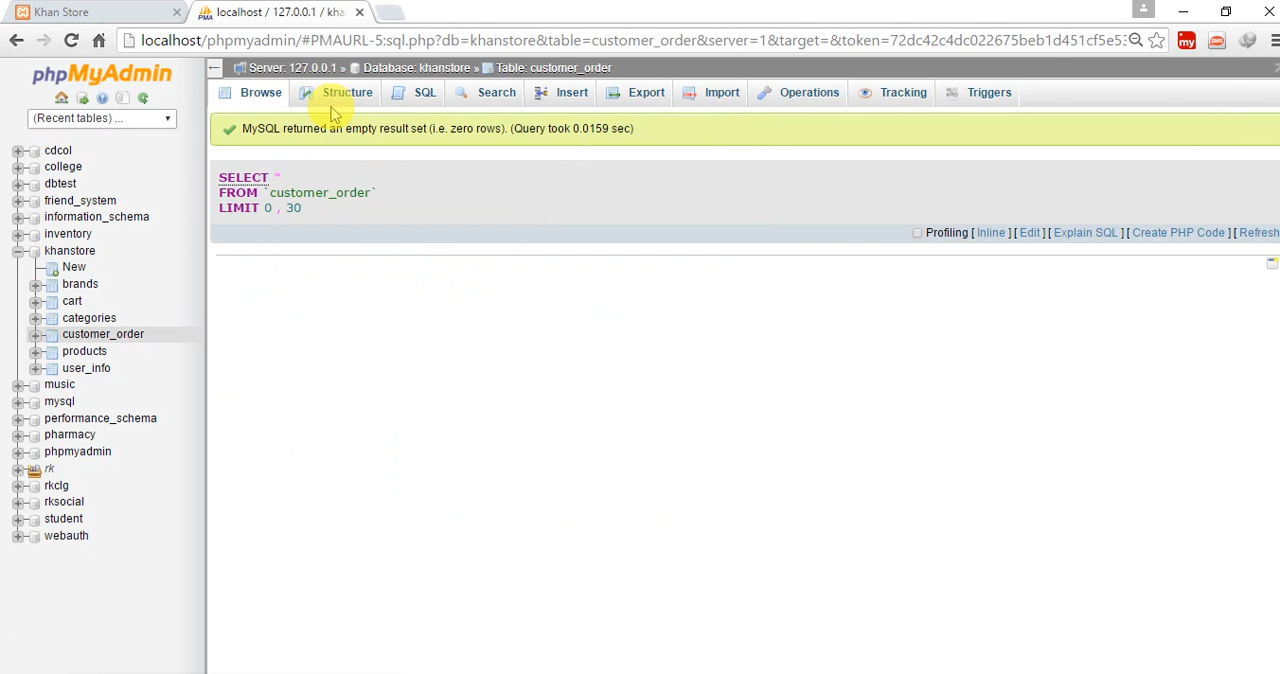 Khan Store
localhost / 127.0.0.1 / kha
localhost/phpmyadmin/#PMAURL-5:sql.php?db=khanstore&table=customer_order&server=1&target=&token=72dc42c4dc022675beb1d451cf5e53
my
phpMyAdmin
(Recent tables) ...
cdcol
college
dbtest
friend_system
information_schema
inventory
khanstore
New
brands
cart
categories
customer_order
products
user_info
music
mysql
performance_schema
pharmacy
phpmyadmin
rk
rkclg
rksocial
student
webauth
Server: 127.0.0.1 » Database: khanstore » Table: customer_order
Browse Structure SQL Search Insert Export Import Operations Tracking Triggers
MySQL returned an empty result set (i.e. zero rows). (Query took 0.0159 sec)
SELECT *
FROM `customer_order`
LIMIT 0 , 30
Profiling [ Inline ] [ Edit ] [ Explain SQL ] [ Create PHP Code ] [ Refresh